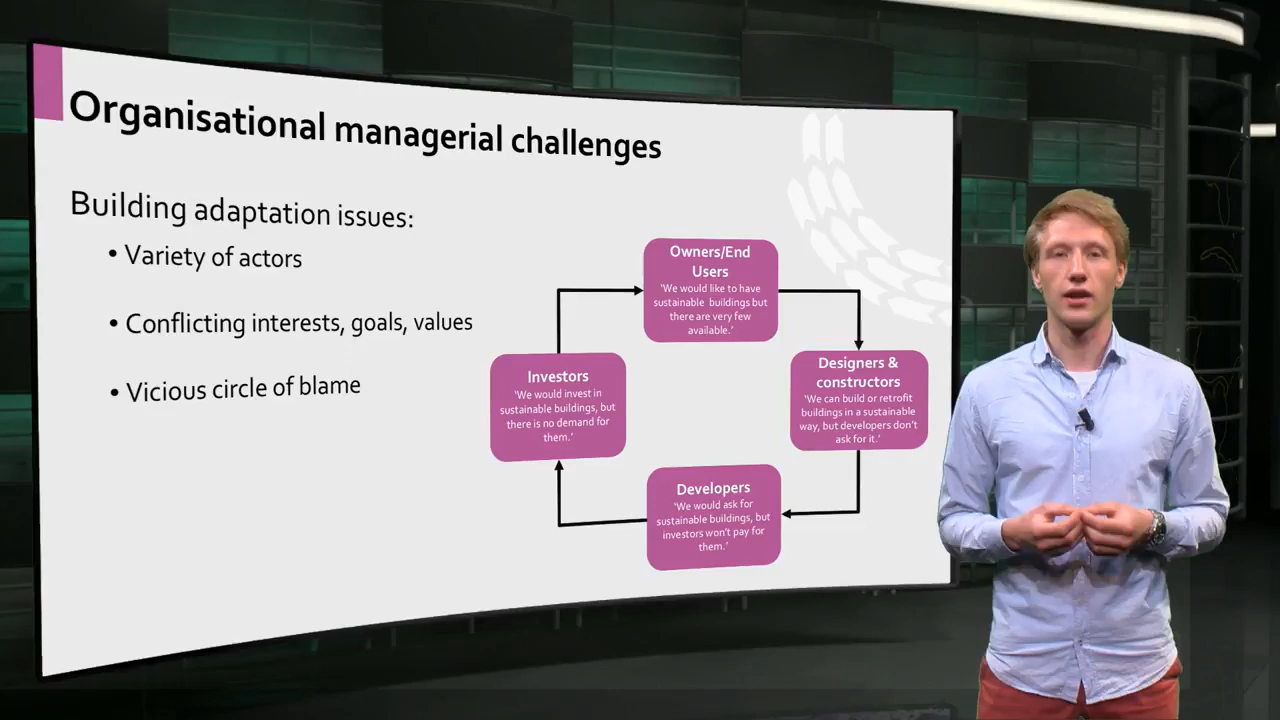 Organisational managerial challenges
Building adaptation issues:
• Variety of actors
• Conflicting interests, goals, values
• Vicious circle of blame
Owners/End
Users
‘We would like to have
sustainable buildings but
there are very few
available.’
Designers &
constructors
‘We can build or retrofit
buildings in a sustainable
way, but developers don’t
ask for it.’
Developers
‘We would ask for
sustainable buildings, but
investors won’t pay for
them.’
Investors
‘We would invest in
sustainable buildings, but
there is no demand for
them.’